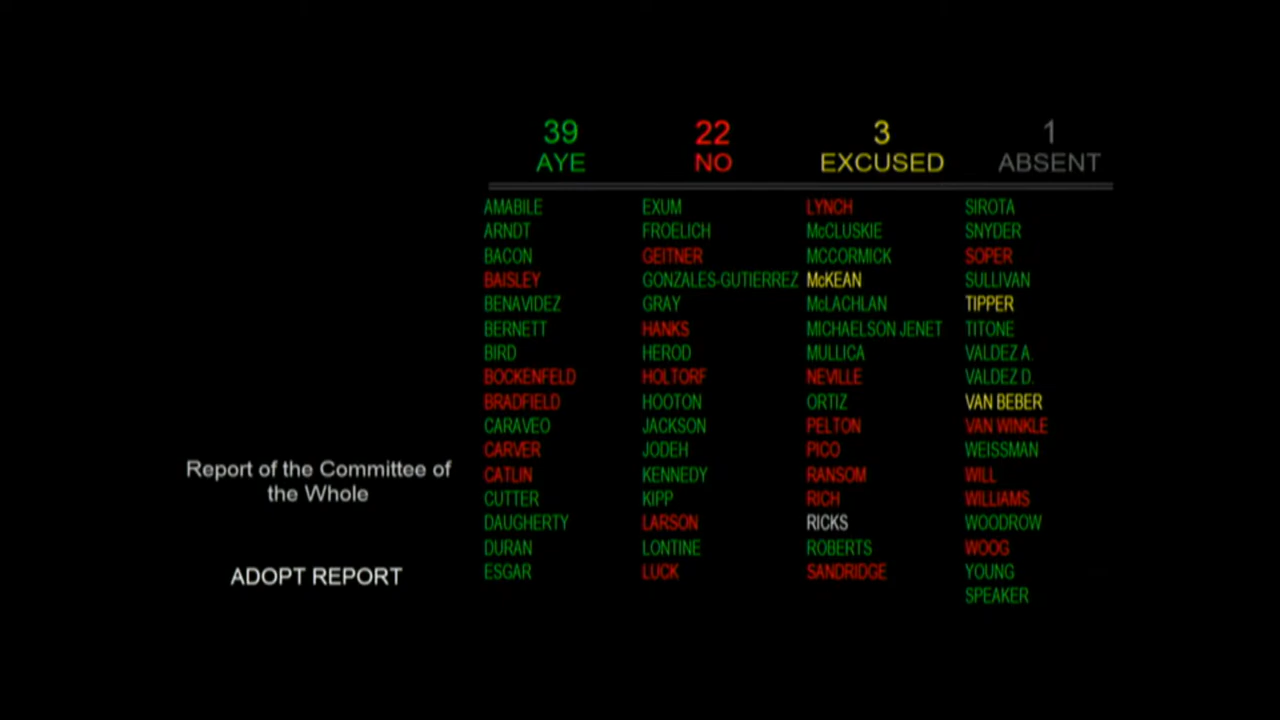 39 22 3 1
AYE NO EXCUSED ABSENT
AMABILE EXUM LYNCH SIROTA
ARNDT FROELICH McCLUSKIE SNYDER
BACON GEITNER MCCORMICK SOPER
BAISLEY GONZALES-GUTIERREZ McKEAN SULLIVAN
BENAVIDEZ GRAY McLACHLAN TIPPER
BERNETT HANKS MICHAELSON JENET TITONE
BIRD HEROD MULLICA VALDEZ A.
BOCKENFELD HOLTORF NEVILLE VALDEZ D.
BRADFIELD HOOTON ORTIZ VAN BEBER
CARAVEO JACKSON PELTON VAN WINKLE
CARVER JODEH PICO WEISSMAN
CATLIN KENNEDY RANSOM WILL
CUTTER KIPP RICH WILLIAMS
DAUGHERTY LARSON RICKS WOODROW
DURAN LONTINE ROBERTS WOOG
ESGAR LUCK SANDRIDGE YOUNG
SPEAKER
Report of the Committee of
the Whole
ADOPT REPORT